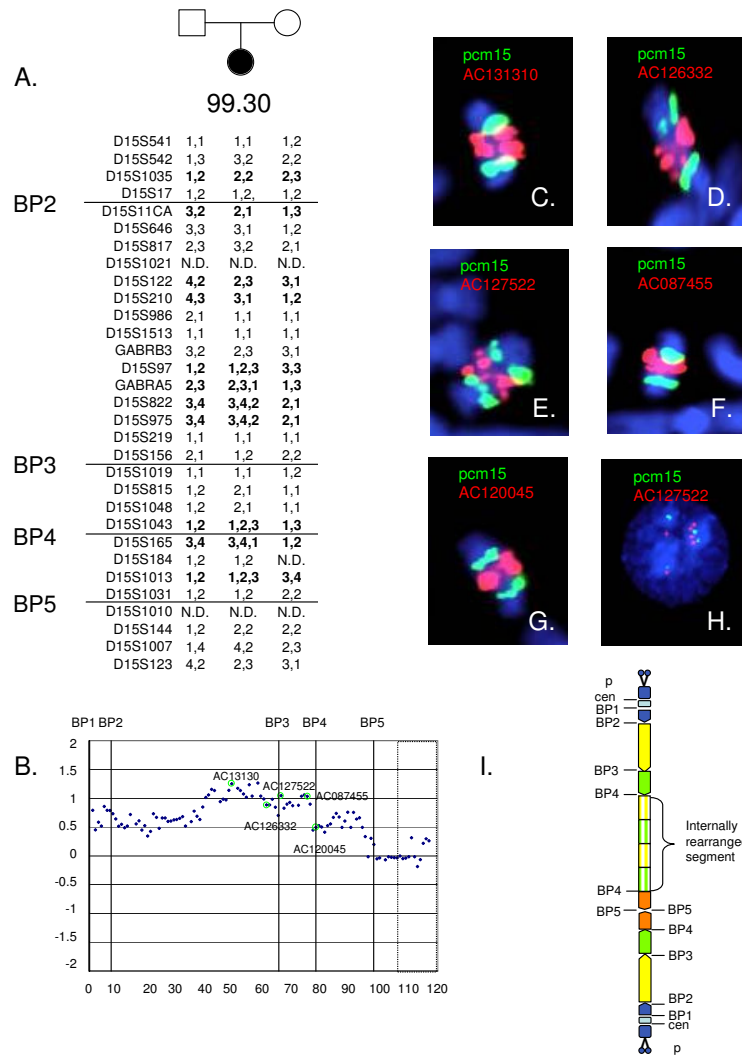 A.
99.30
D15S541 1,1 1,1 1,2
D15S542 1,3 3,2 2,2
D15S1035 1,2 2,2 2,3
D15S17 1,2 1,2, 1,2
BP2
D15S11CA 3,2 2,1 1,3
D15S646 3,3 3,1 1,2
D15S817 2,3 3,2 2,1
D15S1021 N.D. N.D. N.D.
D15S122 4,2 2,3 3,1
D15S210 4,3 3,1 1,2
D15S986 2,1 1,1 1,1
D15S1513 1,1 1,1 1,1
GABRB3 3,2 2,3 3,1
D15S97 1,2 1,2,3 3,3
GABRA5 2,3 2,3,1 1,3
D15S822 3,4 3,4,2 2,1
D15S975 3,4 3,4,2 2,1
D15S219 1,1 1,1 1,1
D15S156 2,1 1,2 2,2
BP3
D15S1019 1,1 1,1 1,2
D15S815 1,2 2,1 1,1
D15S1048 1,2 2,1 1,1
D15S1043 1,2 1,2,3 1,3
BP4
D15S165 3,4 3,4,1 1,2
D15S184 1,2 1,2 N.D.
D15S1013 1,2 1,2,3 3,4
D15S1031 1,2 1,2 2,2
BP5
D15S1010 N.D. N.D. N.D.
D15S144 1,2 2,2 2,2
D15S1007 1,4 4,2 2,3
D15S123 4,2 2,3 3,1
pcm15
AC131310
C.
pcm15
AC126332
D.
pcm15
AC127522
E.
pcm15
AC087455
F.
pcm15
AC120045
G.
pcm15
AC127522
H.
B.
BP1 BP2 BP3 BP4 BP5
2
1.5
1
0.5
0
-0.5
-1
-1.5
-2
AC13130
AC127522
AC087455
AC126332
AC120045
0 10 20 30 40 50 60 70 80 90 100 110 120
I.
p
cen
BP1
BP2
BP3
BP4
Internally
rearranged
segment
BP4
BP5 BP5
BP4
BP3
BP2
BP1
cen
p